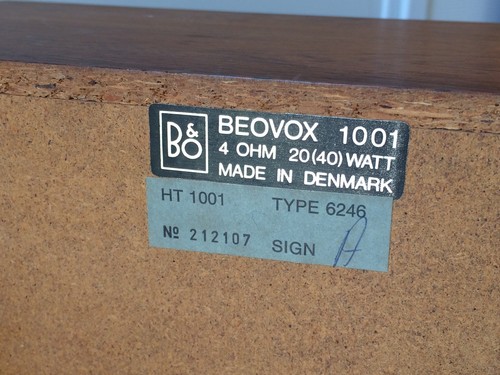 B&O
BEOVOX 1001
4 OHM 20(40) WATT
MADE IN DENMARK
HT 1001 TYPE 6246
No 212107 SIGN